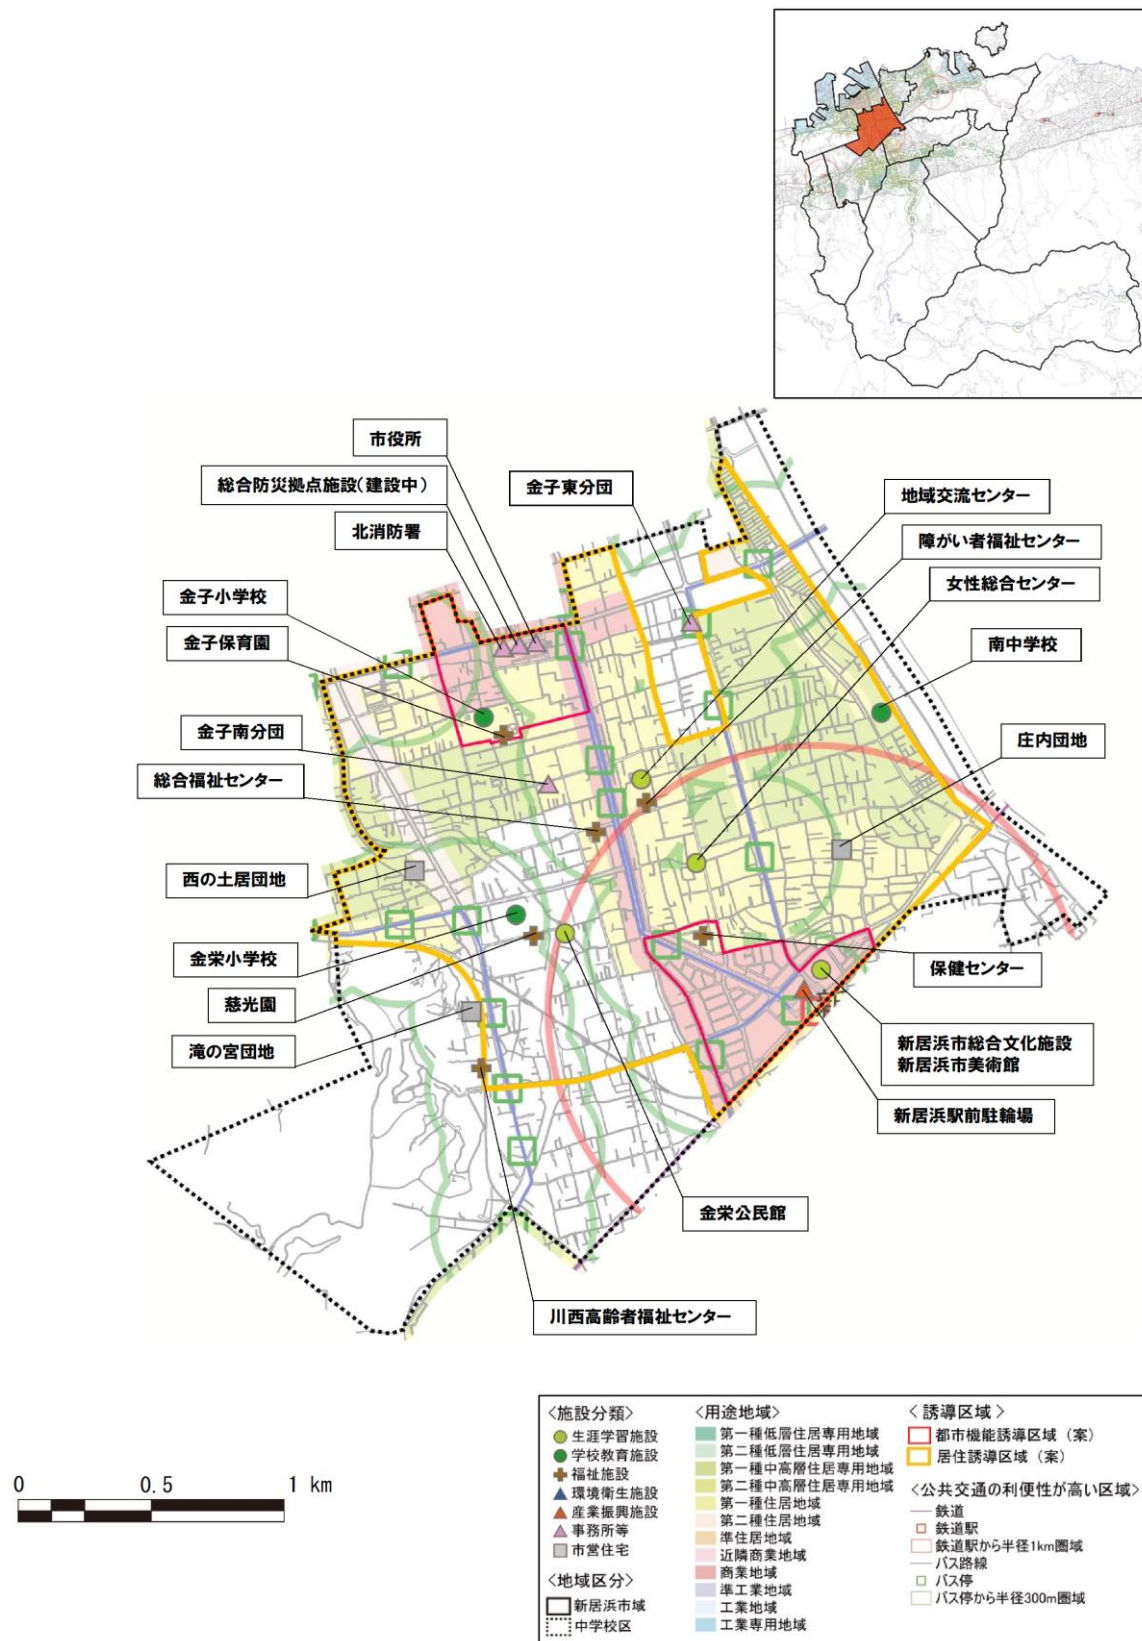 市役所
総合防災拠点施設（建設中）
北消防署
金子小学校
金子保育園
金子南分団
総合福祉センター
西の土居団地
金栄小学校
慈光園
滝の宮団地
金子東分団
地域交流センター
障がい者福祉センター
女性総合センター
南中学校
庄内団地
保健センター
新居浜市総合文化施設
新居浜市美術館
新居浜駅前駐輪場
金栄公民館
川西高齢者福祉センター
0 0.5 1 km
〈施設分類〉
生涯学習施設
学校教育施設
福祉施設
環境衛生施設
産業振興施設
事務所等
市営住宅
〈地域区分〉
新居浜市域
中学校区
〈用途地域〉
第一種低層住居専用地域
第二種低層住居専用地域
第一種中高層住居専用地域
第二種中高層住居専用地域
第一種住居地域
第二種住居地域
準住居地域
近隣商業地域
商業地域
準工業地域
工業地域
工業専用地域
〈誘導区域〉
都市機能誘導区域（案）
居住誘導区域（案）
〈公共交通の利便性が高い区域〉
鉄道
鉄道駅
鉄道駅から半径1km圏域
バス路線
バス停
バス停から半径300m圏域